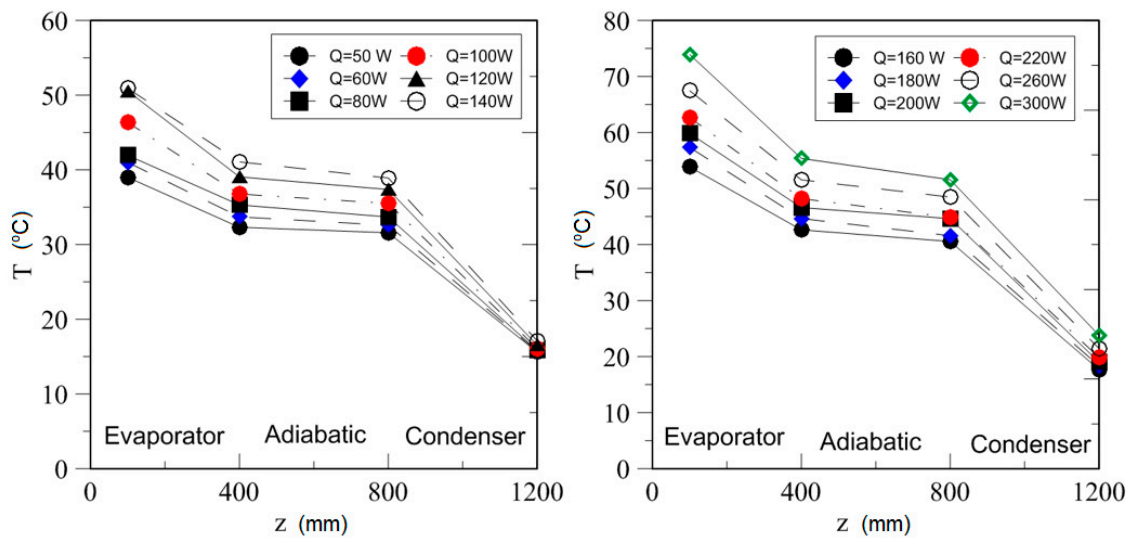 60
50
40
30
20
10
0
T (ºC)
Q=50 W
Q=60W
Q=80W
Q=100W
Q=120W
Q=140W
Evaporator
Adiabatic
Condenser
0
400
800
1200
z (mm)
80
70
60
50
40
30
20
10
0
T (ºC)
Q=160 W
Q=180W
Q=200W
Q=220W
Q=260W
Q=300W
Evaporator
Adiabatic
Condenser
0
400
800
1200
z (mm)